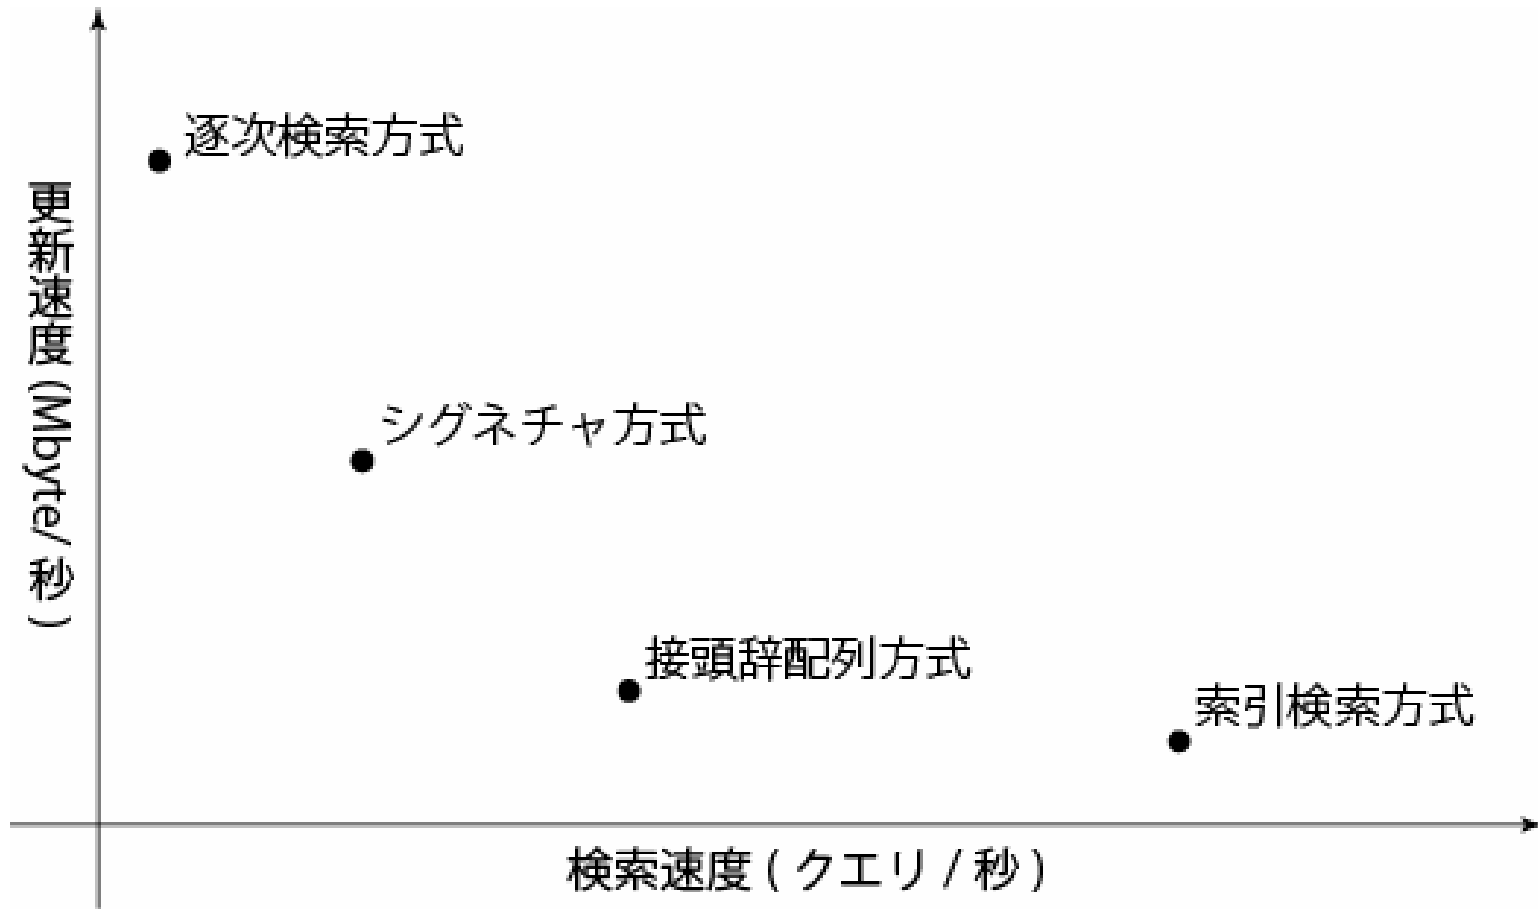 逐次検索方式
更新速度(Mbyte/秒)
シグネチャ方式
接頭辞配列方式
索引検索方式
検索速度(クエリ/秒)